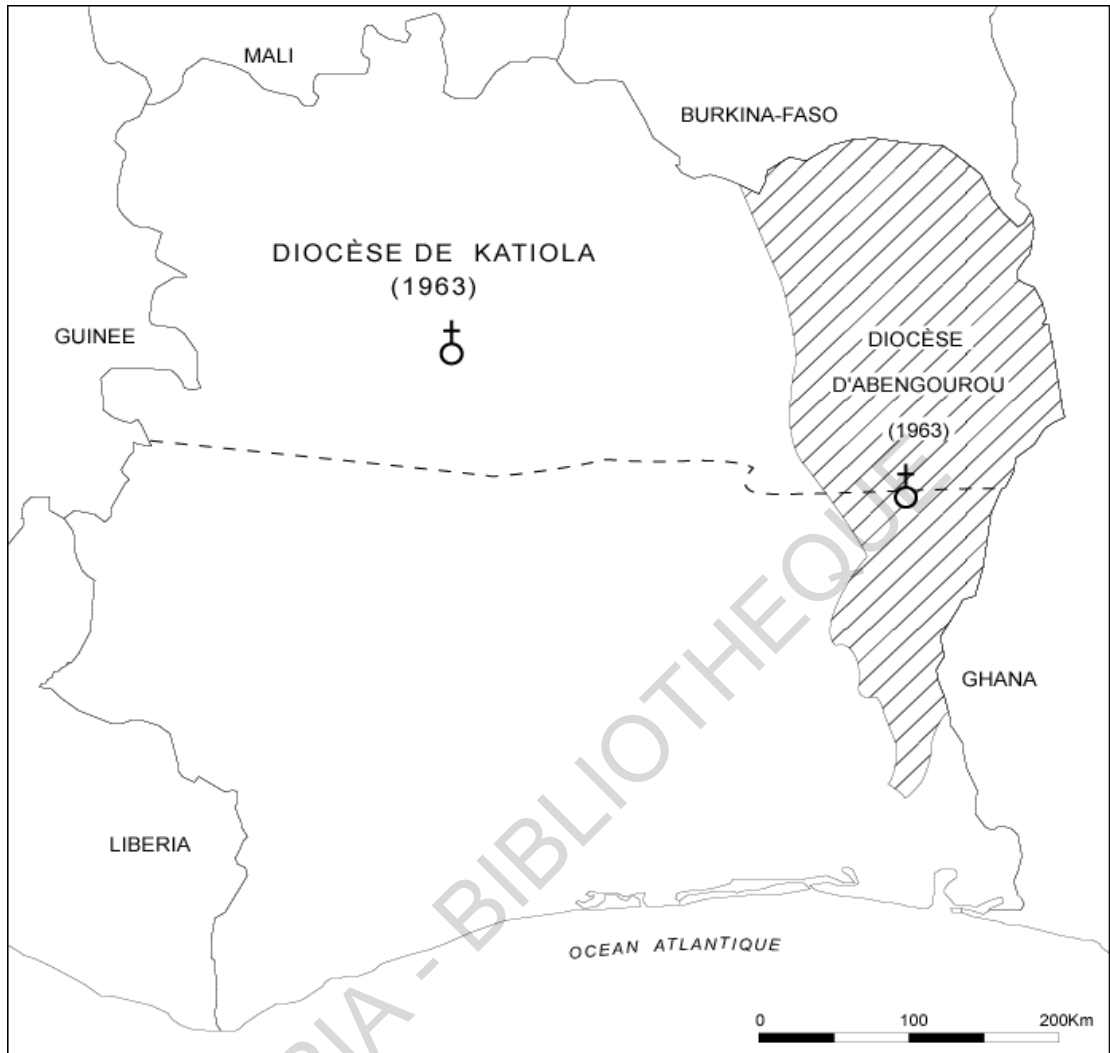 MALI
BURKINA-FASO
DIOCÈSE DE KATIOLA
(1963)
GUINEE
DIOCÈSE
D'ABENGOUROU
(1963)
GHANA
LIBERIA
OCEAN ATLANTIQUE
0 100 200Km
RIA - BIBLIOTHEQUE